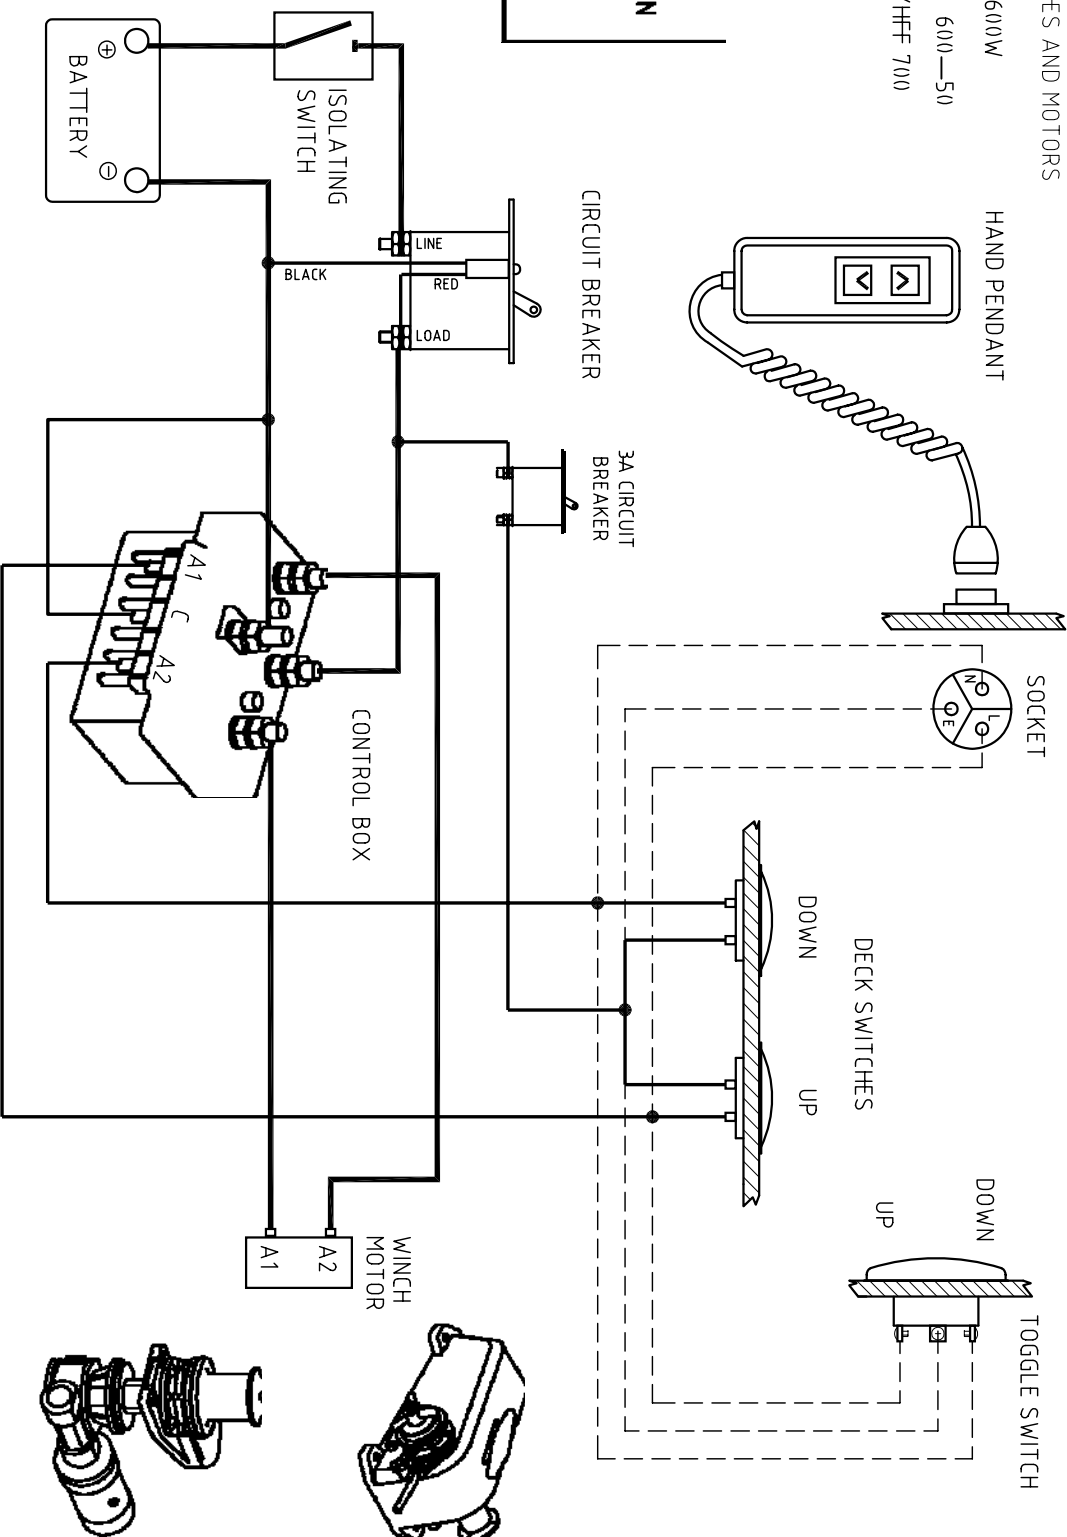 ES AND MOTORS
600W
600—50
HFF 700
N
HAND PENDANT
SOCKET
N
L
E
DECK SWITCHES
DOWN
UP
TOGGLE SWITCH
DOWN
UP
CIRCUIT BREAKER
3A CIRCUIT
BREAKER
LINE
LOAD
BLACK
RED
ISOLATING
SWITCH
BATTERY
+
−
CONTROL BOX
A1
C
A2
WINCH
MOTOR
A2
A1